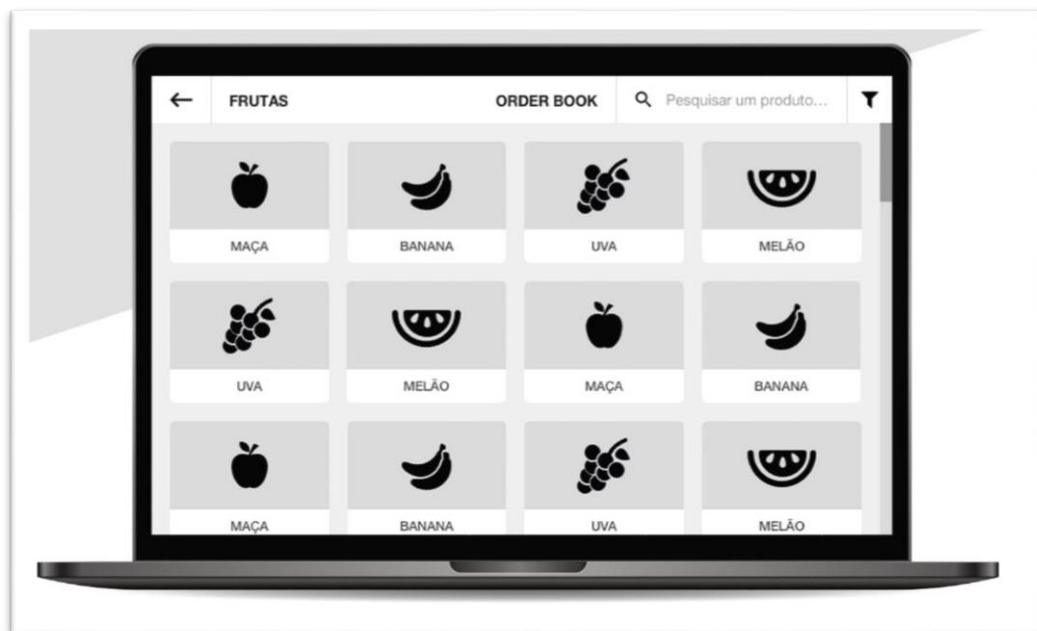 FRUTAS ORDER BOOK Pesquisar um produto...
MAÇA BANANA UVA MELÃO
UVA MELÃO MAÇA BANANA
MAÇA BANANA UVA MELÃO